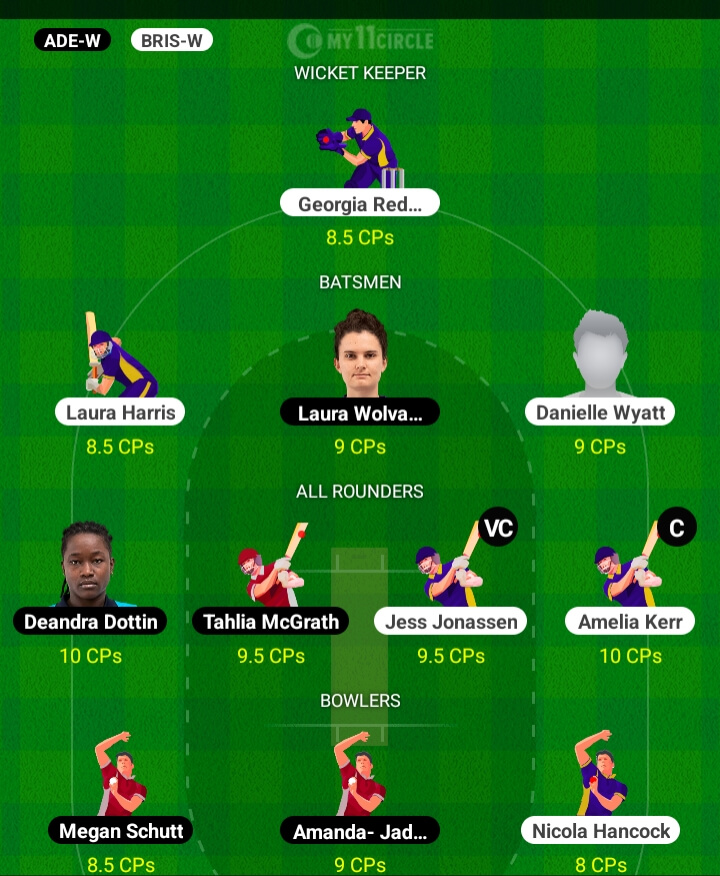 ADE-W BRIS-W MY11CIRCLE
WICKET KEEPER
Georgia Red...
8.5 CPs
BATSMEN
Laura Harris Laura Wolva... Danielle Wyatt
8.5 CPs 9 CPs 9 CPs
ALL ROUNDERS
VC C
Deandra Dottin Tahlia McGrath Jess Jonassen Amelia Kerr
10 CPs 9.5 CPs 9.5 CPs 10 CPs
BOWLERS
Megan Schutt Amanda- Jad... Nicola Hancock
8.5 CPs 9 CPs 8 CPs